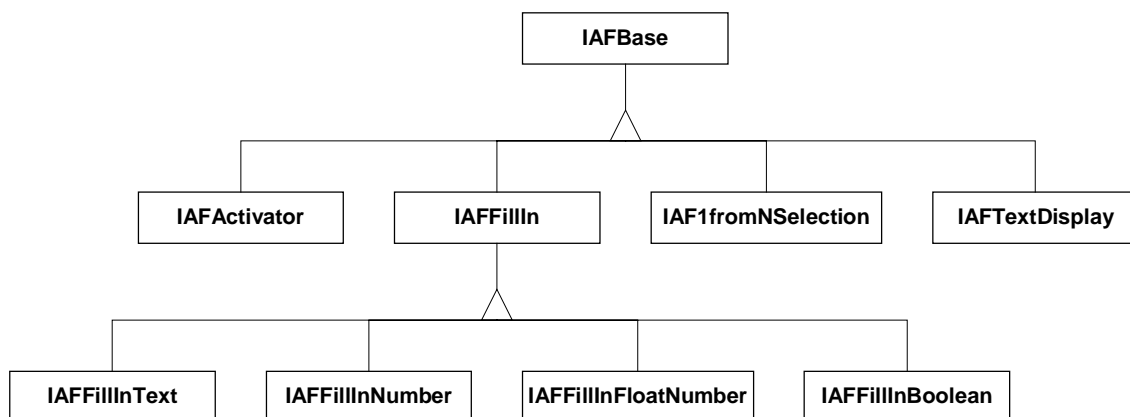 IAFBase
IAFActivator
IAFFillIn
IAF1fromNSelection
IAFTextDisplay
IAFFillInText
IAFFillInNumber
IAFFillInFloatNumber
IAFFillInBoolean